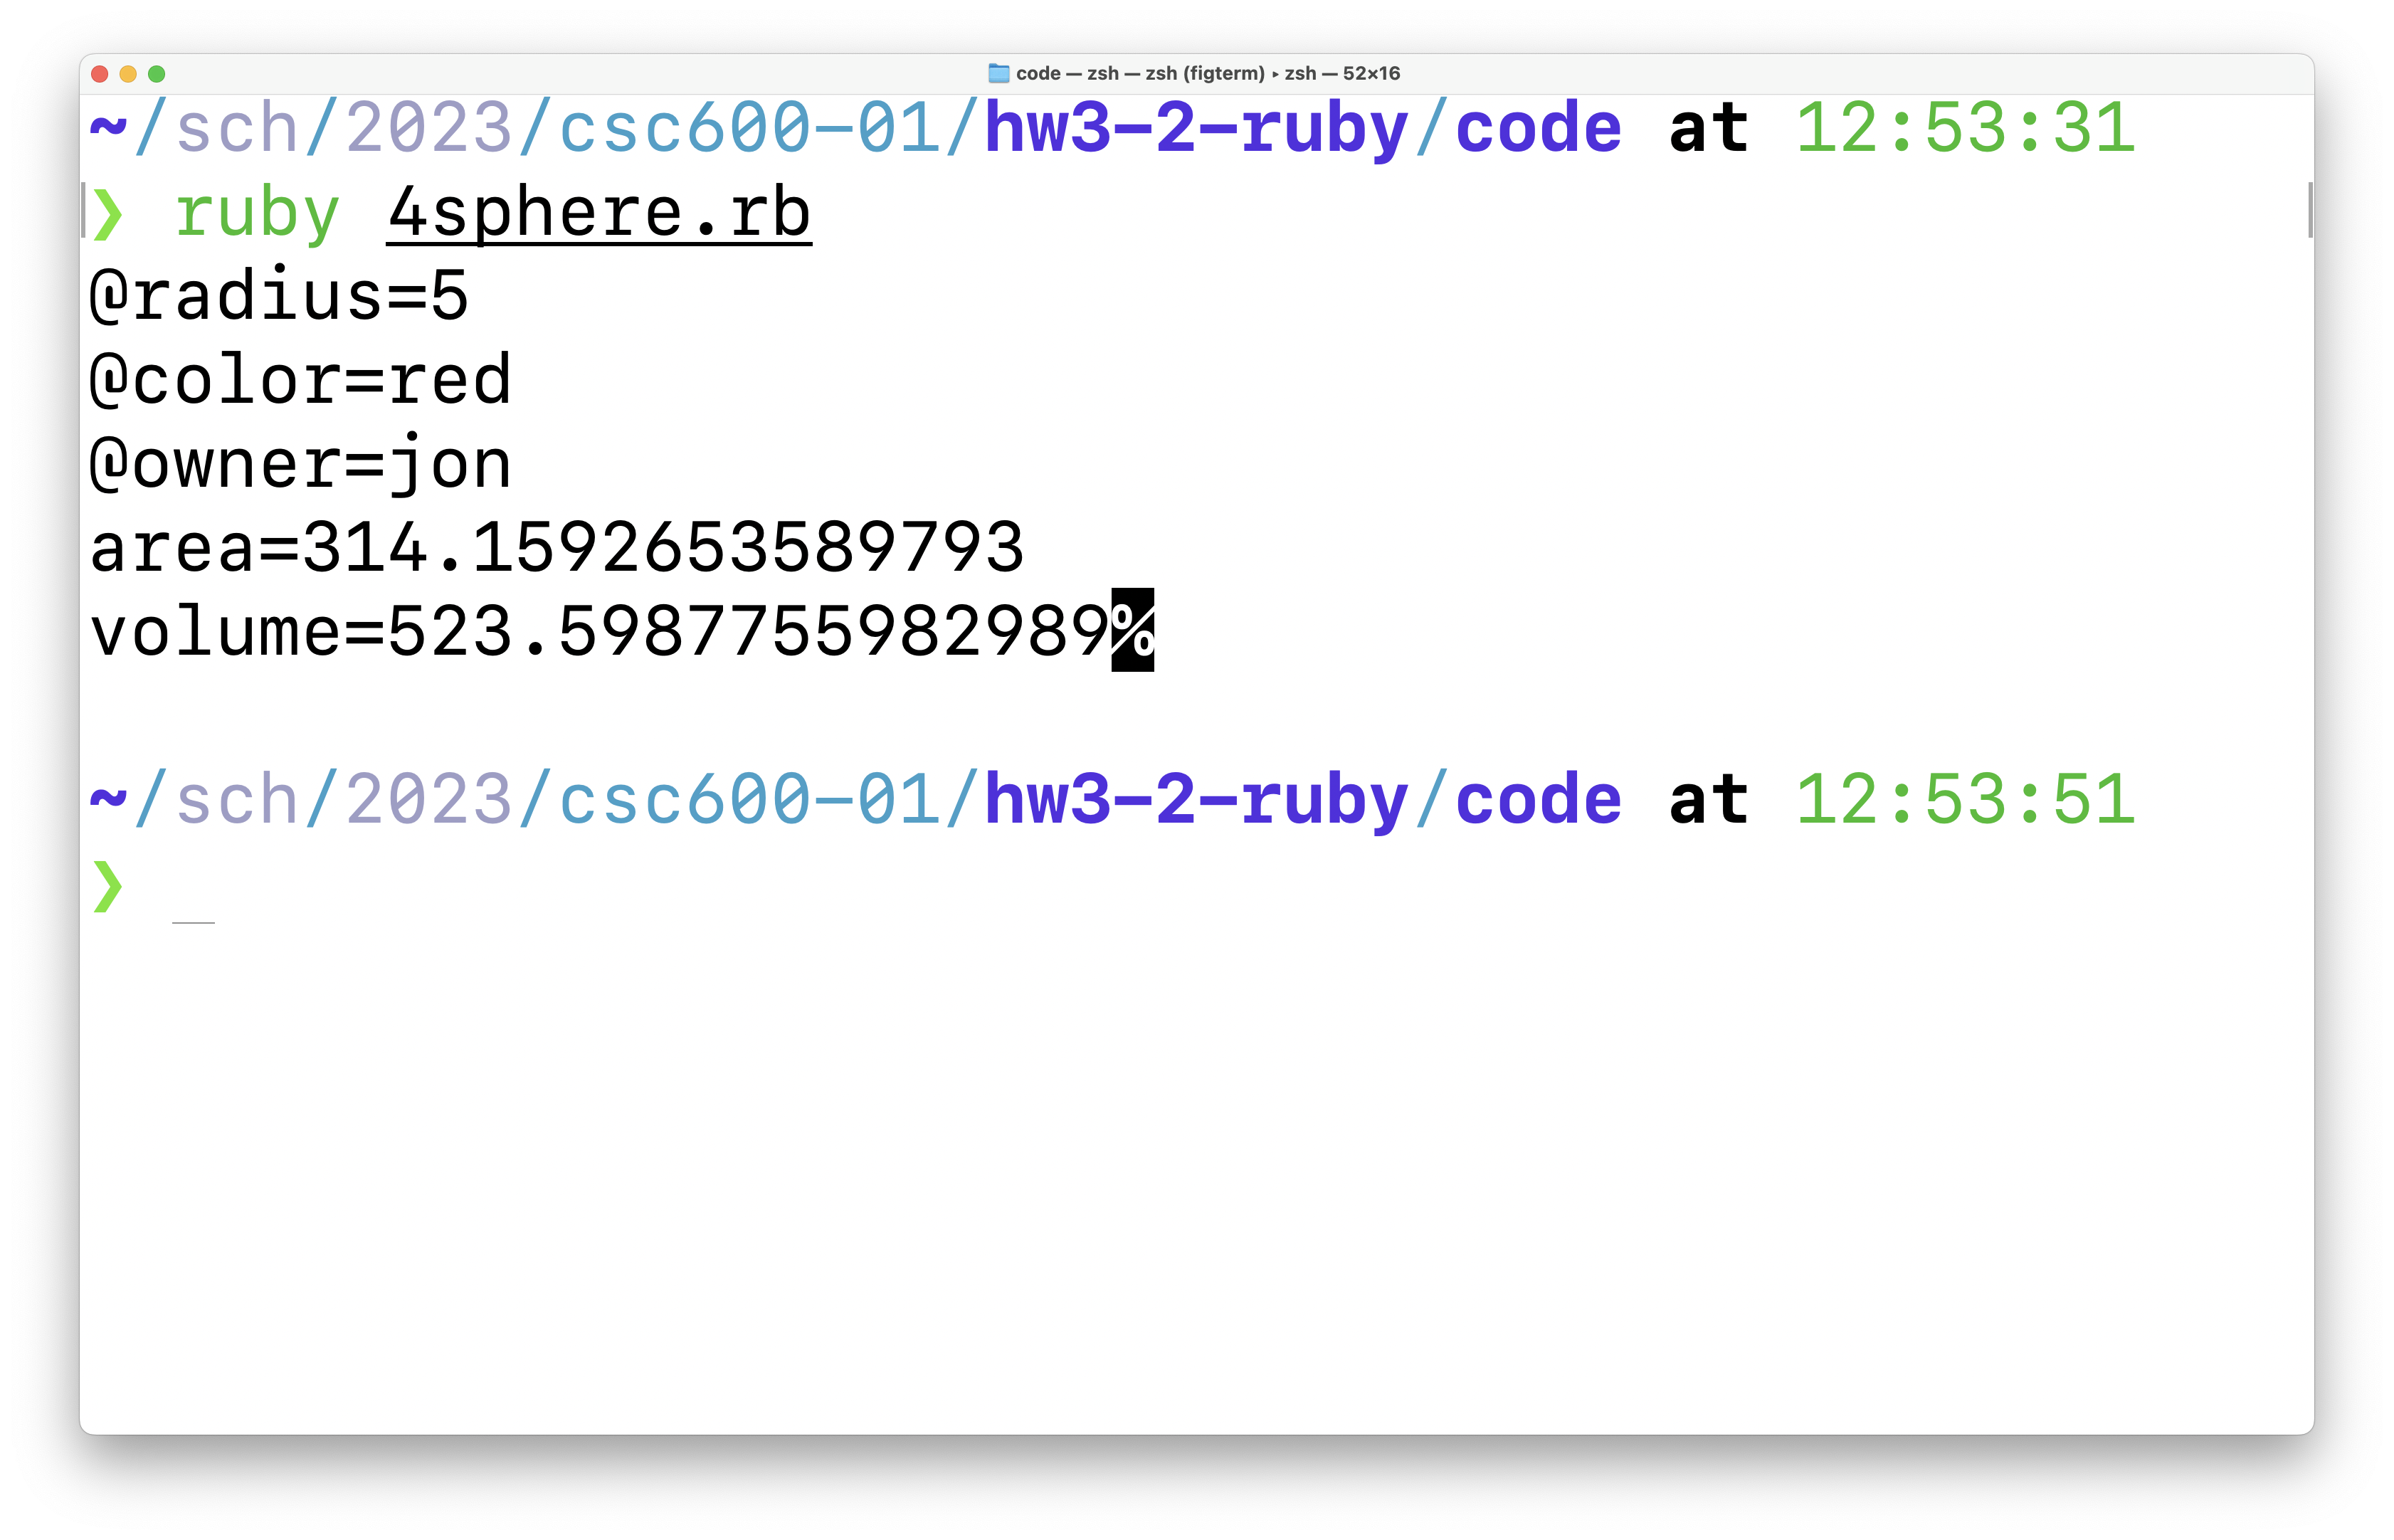 code — zsh — zsh (figterm) ▸ zsh — 52×16
~/sch/2023/csc600-01/hw3-2-ruby/code at 12:53:31
❯ ruby 4sphere.rb
@radius=5
@color=red
@owner=jon
area=314.1592653589793
volume=523.5987755982989%
~/sch/2023/csc600-01/hw3-2-ruby/code at 12:53:51
❯ _